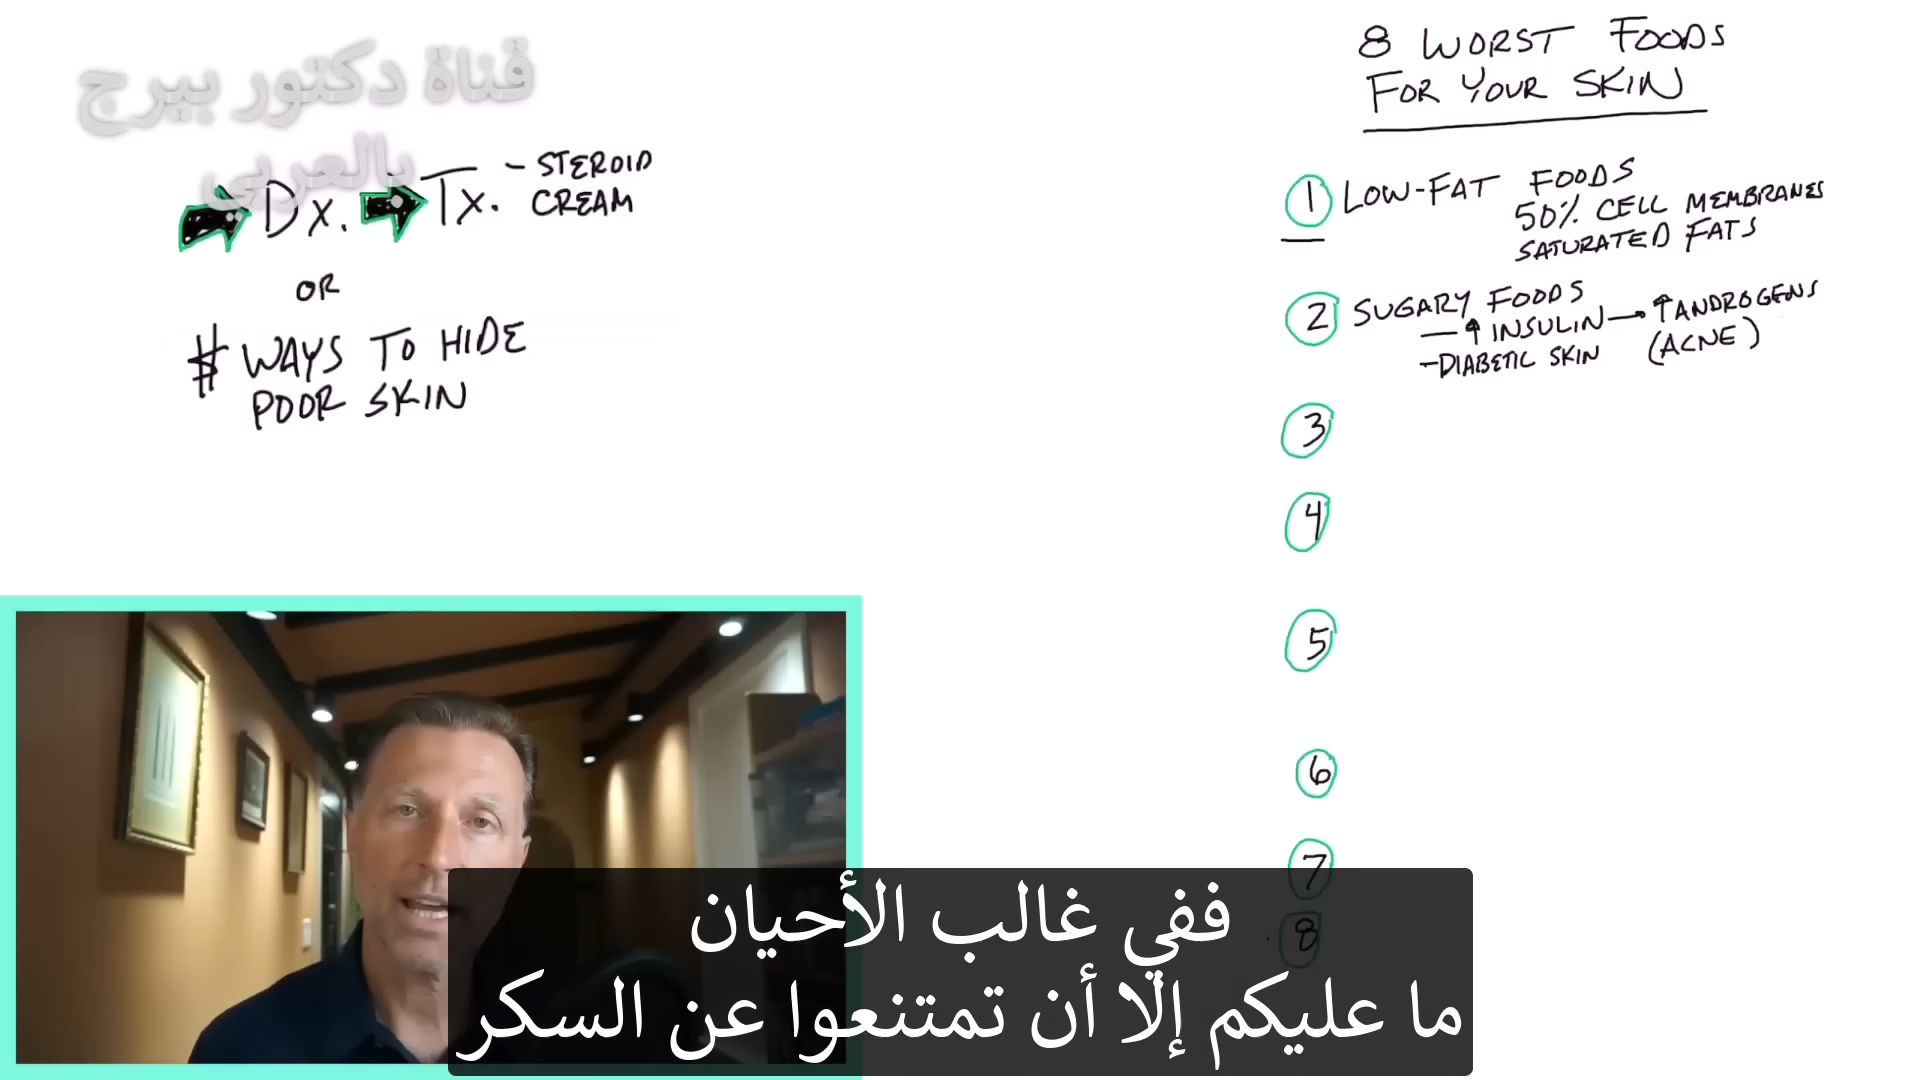 قناة دكتور بيرج
بالعربي
Dx. Tx. - STEROID
CREAM
OR
# WAYS TO HIDE
POOR SKIN
8 WORST FOODS
FOR YOUR SKIN
1 LOW-FAT FOODS
50% CELL MEMBRANES
SATURATED FATS
2 SUGARY FOODS
- ↑ INSULIN → ↑ ANDROGENS
- DIABETIC SKIN (ACNE)
3
4
5
6
7
8
ففي غالب الأحيان
ما عليكم إلا أن تمتنعوا عن السكر